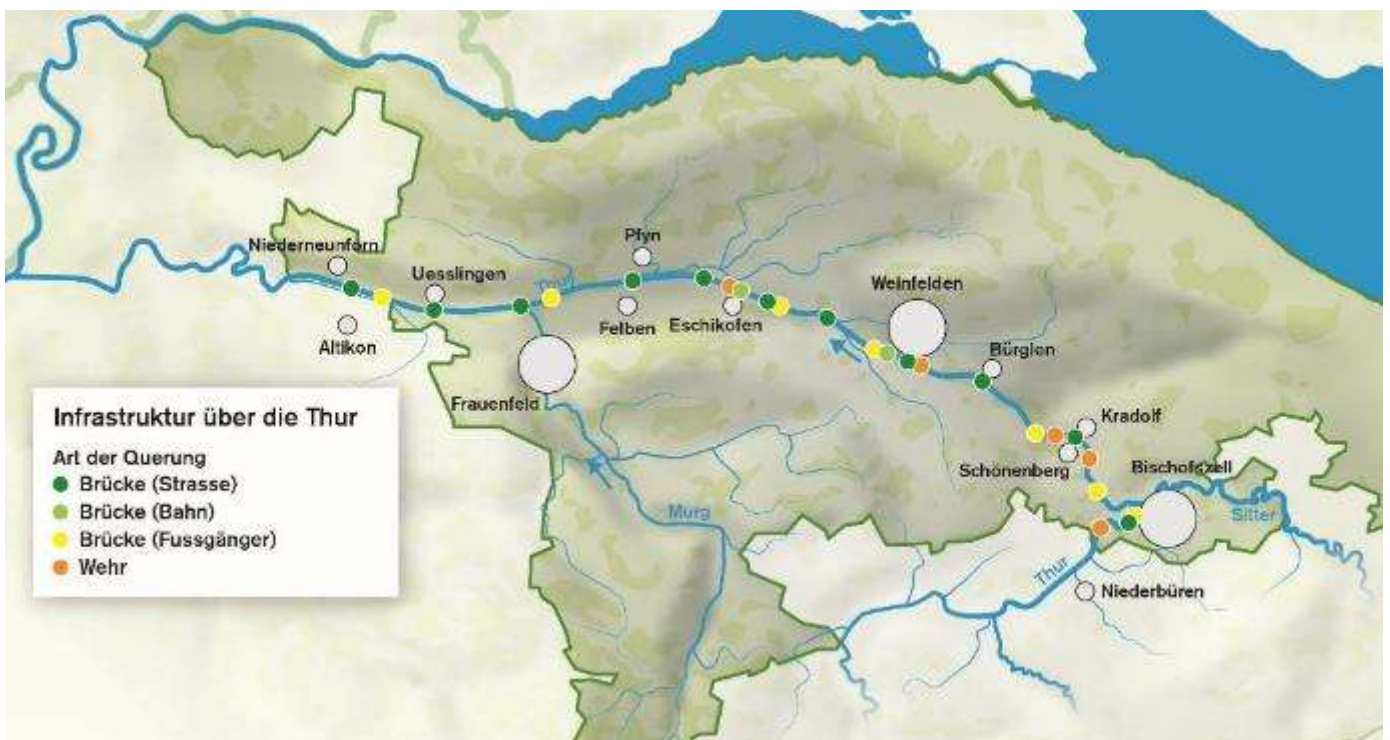 Niederneunforn
Pfyn
Uesslingen
Thur
Weinfelden
Altikon
Felben
Eschikofen
Bürglen
Infrastruktur über die Thur
Frauenfeld
Kradolf
Art der Querung
Brücke (Strasse)
Brücke (Bahn)
Brücke (Fussgänger)
Wehr
Schönenberg
Bischofszell
Murg
Sitter
Thur
Niederbüren